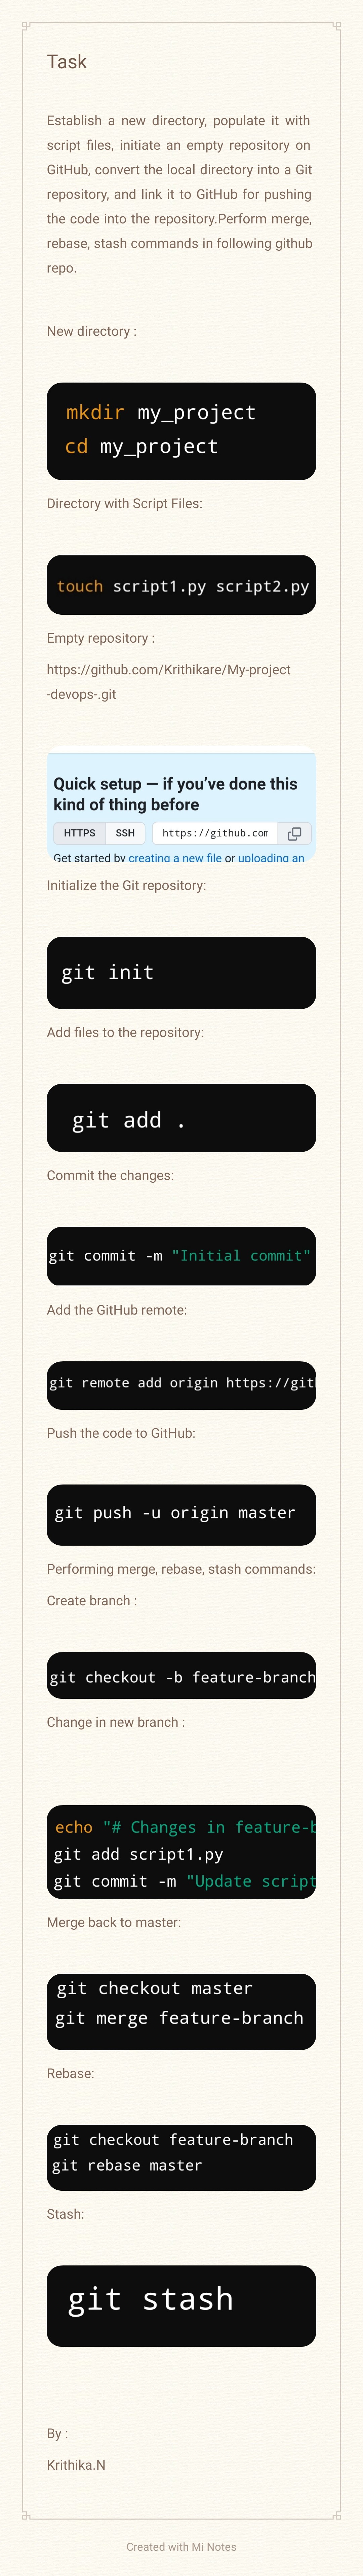 Task
Establish a new directory, populate it with
script files, initiate an empty repository on
GitHub, convert the local directory into a Git
repository, and link it to GitHub for pushing
the code into the repository.Perform merge,
rebase, stash commands in following github
repo.
New directory :
mkdir my_project
cd my_project
Directory with Script Files:
touch script1.py script2.py
Empty repository :
https://github.com/Krithikare/My-project
-devops-.git
Quick setup — if you've done this
kind of thing before
HTTPS SSH https://github.com
Get started by creating a new file or uploading an
Initialize the Git repository:
git init
Add files to the repository:
git add .
Commit the changes:
git commit -m "Initial commit"
Add the GitHub remote:
git remote add origin https://gith
Push the code to GitHub:
git push -u origin master
Performing merge, rebase, stash commands:
Create branch :
git checkout -b feature-branch
Change in new branch :
echo "# Changes in feature-b
git add script1.py
git commit -m "Update script
Merge back to master:
git checkout master
git merge feature-branch
Rebase:
git checkout feature-branch
git rebase master
Stash:
git stash
By :
Krithika.N
Created with Mi Notes